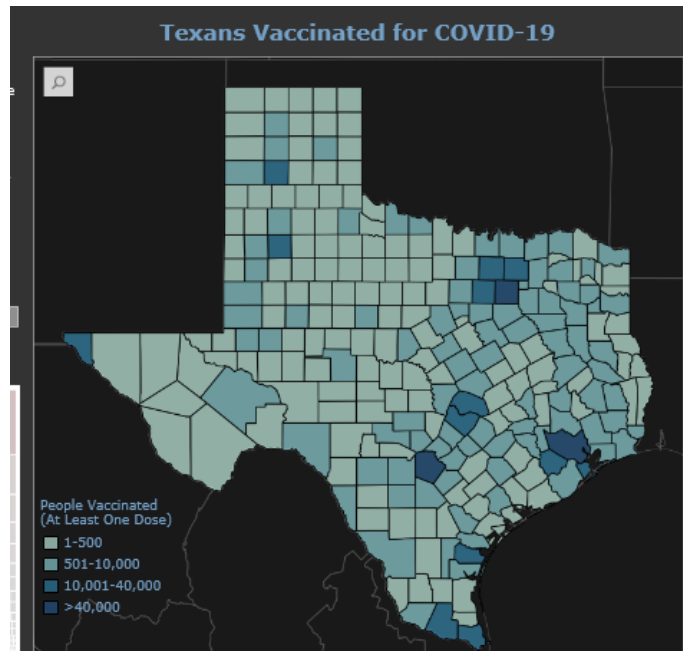 Texans Vaccinated for COVID-19
e
People Vaccinated
(At Least One Dose)
1-500
501-10,000
10,001-40,000
>40,000